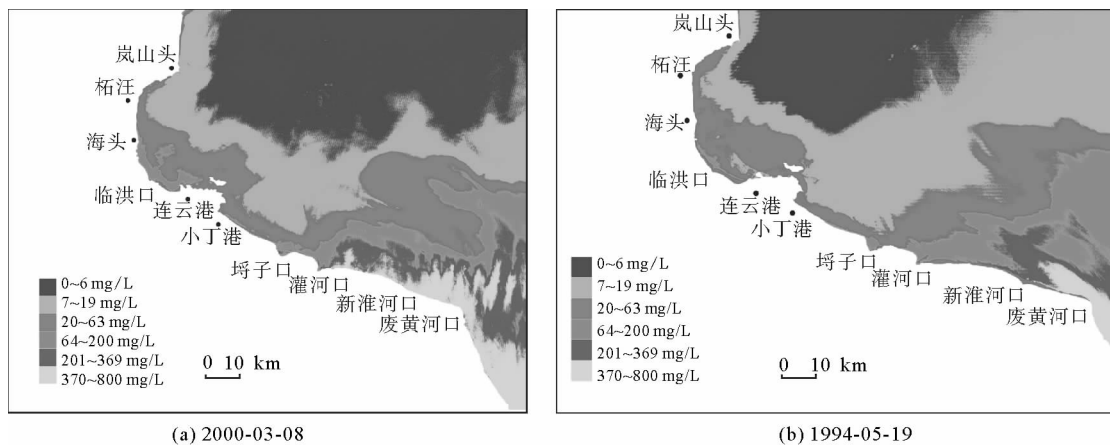 岚山头
柘汪
海头
临洪口
连云港
小丁港
埒子口
灌河口
新淮河口
废黄河口
0~6 mg/L
7~19 mg/L
20~63 mg/L
64~200 mg/L
201~369 mg/L
370~800 mg/L
0 10 km
(a) 2000-03-08
岚山头
柘汪
海头
临洪口
连云港
小丁港
埒子口
灌河口
新淮河口
废黄河口
0~6 mg/L
7~19 mg/L
20~63 mg/L
64~200 mg/L
201~369 mg/L
370~800 mg/L
0 10 km
(b) 1994-05-19